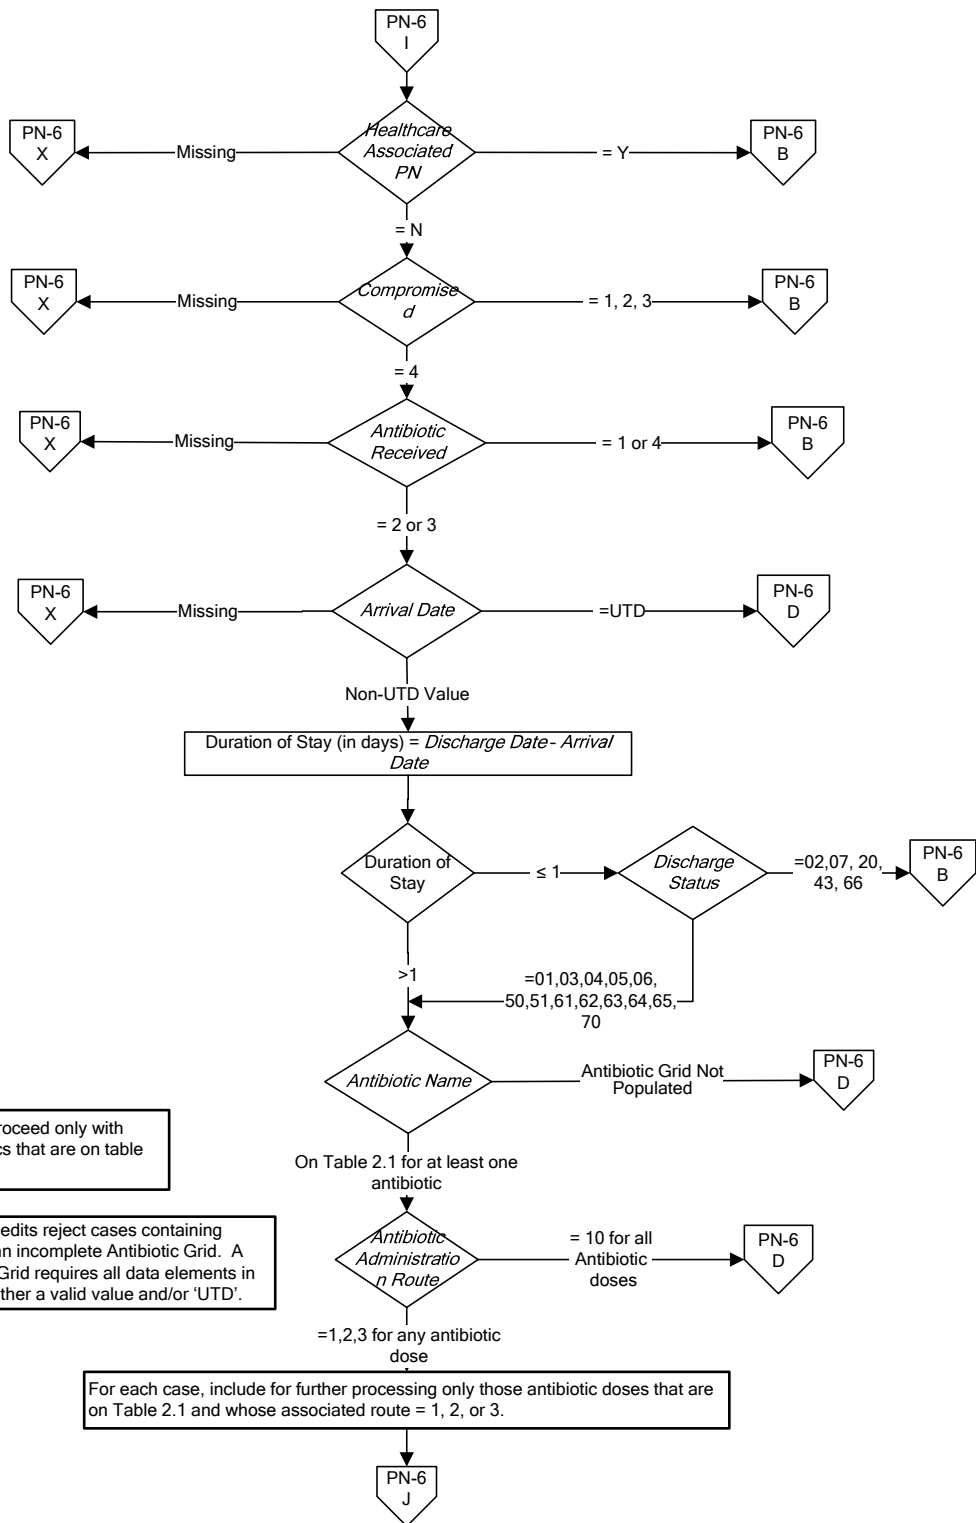 PN-6
I
Healthcare
Associated
PN
PN-6
X
Missing
= Y
PN-6
B
= N
Compromise
d
PN-6
X
Missing
= 1, 2, 3
PN-6
B
= 4
Antibiotic
Received
PN-6
X
Missing
= 1 or 4
PN-6
B
= 2 or 3
Arrival Date
PN-6
X
Missing
=UTD
PN-6
D
Non-UTD Value
Duration of Stay (in days) = Discharge Date - Arrival
Date
Duration of
Stay
≤ 1
Discharge
Status
=02,07, 20,
43, 66
PN-6
B
>1
=01,03,04,05,06,
50,51,61,62,63,64,65,
70
Antibiotic Name
Antibiotic Grid Not
Populated
PN-6
D
roceed only with
cs that are on table
On Table 2.1 for at least one
antibiotic
edits reject cases containing
an incomplete Antibiotic Grid. A
Grid requires all data elements in
ther a valid value and/or ‘UTD’.
Antibiotic
Administratio
n Route
= 10 for all
Antibiotic
doses
PN-6
D
=1,2,3 for any antibiotic
dose
For each case, include for further processing only those antibiotic doses that are
on Table 2.1 and whose associated route = 1, 2, or 3.
PN-6
J